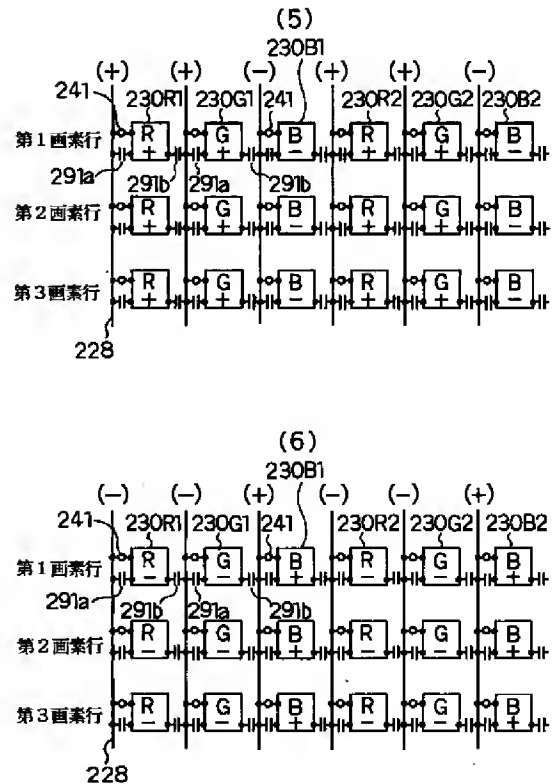 (5)
230B1
(+) (+) (−) (+) (+) (−)
241 230R1 230G1 241 230R2 230G2 230B2
第1画素行 R G B R G B
+ + − + + −
291a 291b 291a 291b
第2画素行 R G B R G B
+ + − + + −
第3画素行 R G B R G B
+ + − + + −
228
(6)
230B1
(−) (−) (+) (−) (−) (+)
241 230R1 230G1 241 230R2 230G2 230B2
第1画素行 R G B R G B
− − + − − +
291a 291b 291a 291b
第2画素行 R G B R G B
− − + − − +
第3画素行 R G B R G B
− − + − − +
228